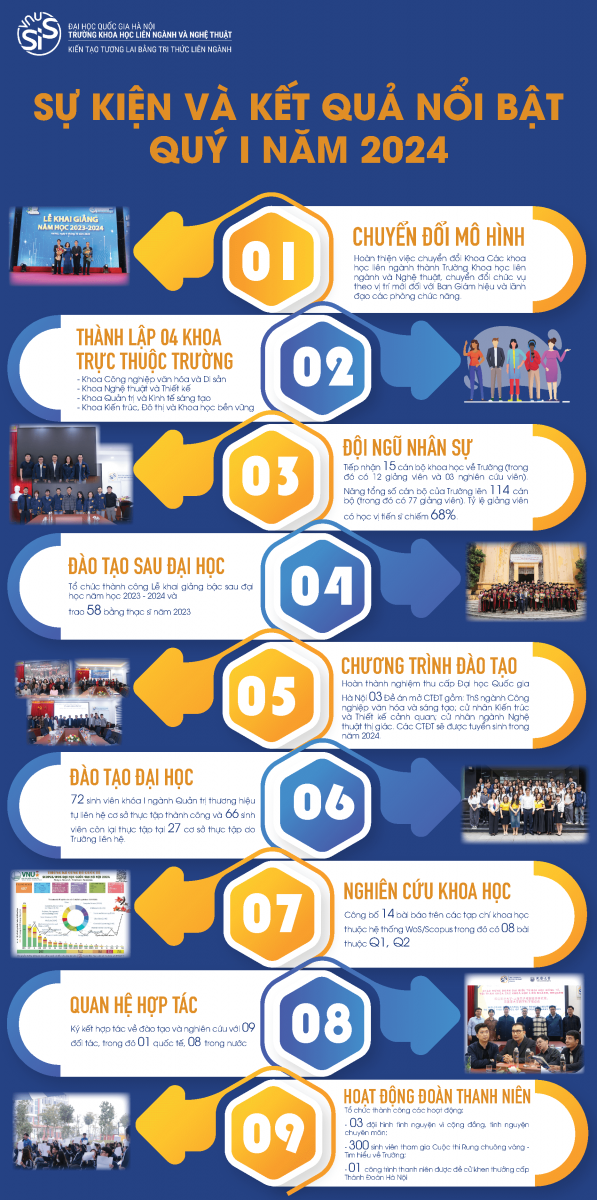 VNU
SIS
ĐẠI HỌC QUỐC GIA HÀ NỘI
TRƯỜNG KHOA HỌC LIÊN NGÀNH VÀ NGHỆ THUẬT
KIẾN TẠO TƯƠNG LAI BẰNG TRI THỨC LIÊN NGÀNH
SỰ KIỆN VÀ KẾT QUẢ NỔI BẬT
QUÝ I NĂM 2024
LỄ KHAI GIẢNG
NĂM HỌC 2023-2024
01
CHUYỂN ĐỔI MÔ HÌNH
Hoàn thiện việc chuyển đổi Khoa Các khoa
học liên ngành thành Trường Khoa học liên
ngành và Nghệ thuật, chuyển đổi chức vụ
theo vị trí mới đối với Ban Giám hiệu và lãnh
đạo các phòng chức năng.
THÀNH LẬP 04 KHOA
TRỰC THUỘC TRƯỜNG
- Khoa Công nghiệp văn hóa và Di sản
- Khoa Nghệ thuật và Thiết kế
- Khoa Quản trị và Kinh tế sáng tạo
- Khoa Kiến trúc, Đô thị và Khoa học bền vững
02
03
ĐỘI NGŨ NHÂN SỰ
Tiếp nhận 15 cán bộ khoa học về Trường (trong
đó có 12 giảng viên và 03 nghiên cứu viên).
Nâng tổng số cán bộ của Trường lên 114 cán
bộ (trong đó có 77 giảng viên). Tỷ lệ giảng viên
có học vị tiến sĩ chiếm 68%.
ĐÀO TẠO SAU ĐẠI HỌC
Tổ chức thành công Lễ khai giảng bậc sau đại
học năm học 2023 - 2024 và
trao 58 bằng thạc sĩ năm 2023
04
05
CHƯƠNG TRÌNH ĐÀO TẠO
Hoàn thành nghiệm thu cấp Đại học Quốc gia
Hà Nội 03 Đề án mở CTĐT gồm: ThS ngành Công
nghiệp văn hóa và sáng tạo; cử nhân Kiến trúc
và Thiết kế cảnh quan, cử nhân ngành Nghệ
thuật thị giác. Các CTĐT sẽ được tuyển sinh trong
năm 2024
ĐÀO TẠO ĐẠI HỌC
72 sinh viên khóa I ngành Quản trị thương hiệu
tự liên hệ cơ sở thực tập thành công và 66 sinh
viên còn lại thực tập tại 27 cơ sở thực tập do
Trường liên hệ.
06
VNU
07
NGHIÊN CỨU KHOA HỌC
Công bố 14 bài báo trên các tạp chí khoa học
thuộc hệ thống WoS/Scopus trong đó có 08 bài
thuộc Q1, Q2
QUAN HỆ HỢP TÁC
Ký kết hợp tác về đào tạo và nghiên cứu với 09
đối tác, trong đó 01 quốc tế, 08 trong nước
08
09
HOẠT ĐỘNG ĐOÀN THANH NIÊN
Tổ chức thành công các hoạt động:
- 03 đội hình tình nguyện vì cộng đồng, tình nguyện
chuyên môn;
- 300 sinh viên tham gia Cuộc thi Rung chuông vàng -
Tìm hiểu về Trường;
- 01 công trình thanh niên được đề cử khen thưởng cấp
Thành Đoàn Hà Nội